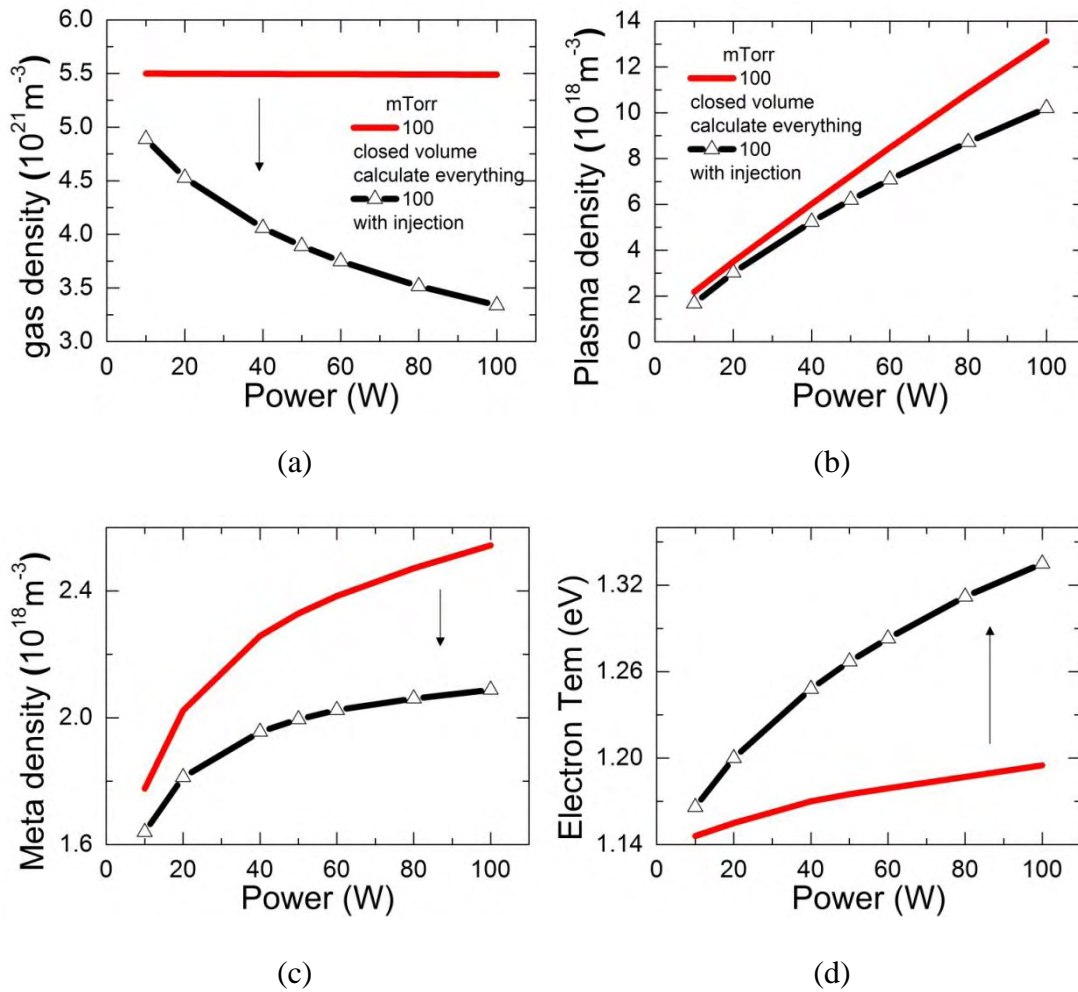 6.0
5.5
5.0
4.5
4.0
3.5
3.0
gas density (10²¹m⁻³)
mTorr
100
closed volume
calculate everything
100
with injection
0 20 40 60 80 100
Power (W)
(a)
14
12
10
8
6
4
2
0
Plasma density (10¹⁸m⁻³)
mTorr
100
closed volume
calculate everything
100
with injection
0 20 40 60 80 100
Power (W)
(b)
2.4
2.0
1.6
Meta density (10¹⁸m⁻³)
0 20 40 60 80 100
Power (W)
(c)
1.32
1.26
1.20
1.14
Electron Tem (eV)
0 20 40 60 80 100
Power (W)
(d)